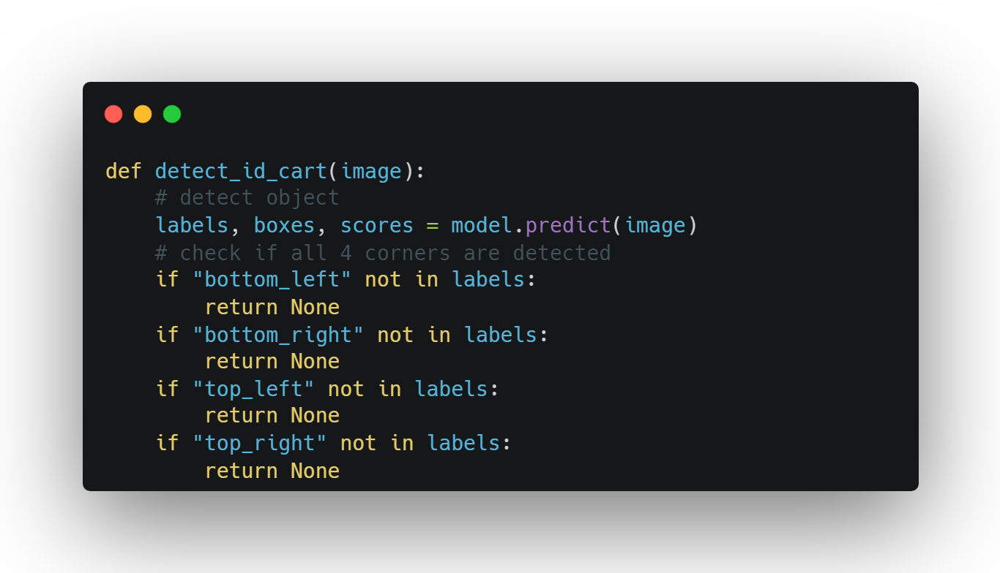 def detect_id_cart(image):
    # detect object
    labels, boxes, scores = model.predict(image)
    # check if all 4 corners are detected
    if "bottom_left" not in labels:
        return None
    if "bottom_right" not in labels:
        return None
    if "top_left" not in labels:
        return None
    if "top_right" not in labels:
        return None